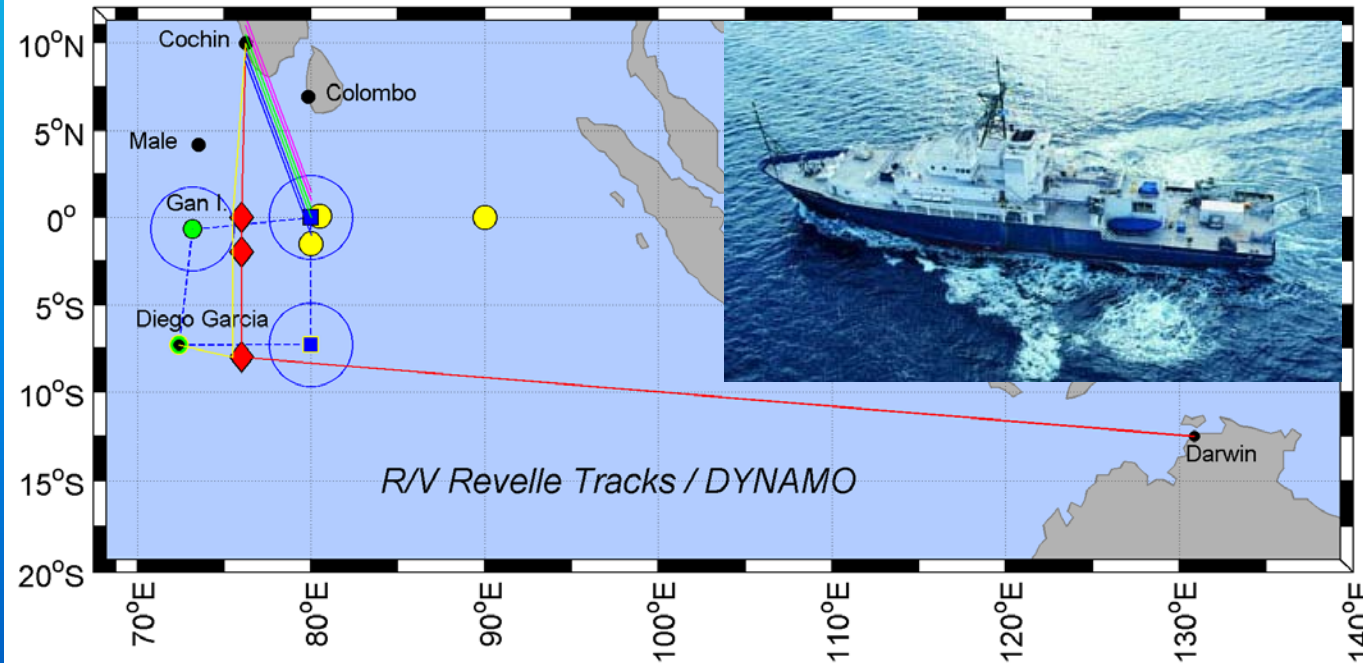 10°N
5°N
0°
5°S
10°S
15°S
20°S
Cochin
Colombo
Male
Gan I.
Diego Garcia
Darwin
R/V Revelle Tracks / DYNAMO
70°E
80°E
90°E
100°E
110°E
120°E
130°E
140°E